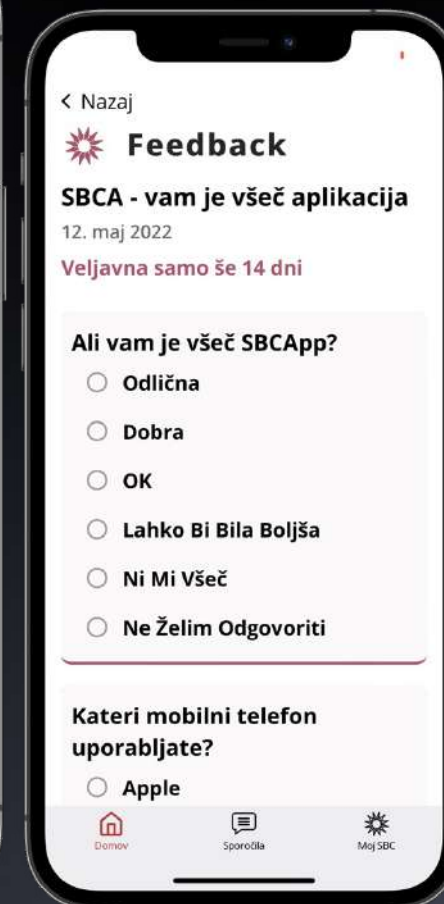 Nazaj
Feedback
SBCA - vam je všeč aplikacija
12. maj 2022
Veljavna samo še 14 dni
Ali vam je všeč SBCApp?
Odlična
Dobra
OK
Lahko Bi Bila Boljša
Ni Mi Všeč
Ne Želim Odgovoriti
Kateri mobilni telefon
uporabljate?
Apple
Domov
Sporočila
Moj SBC